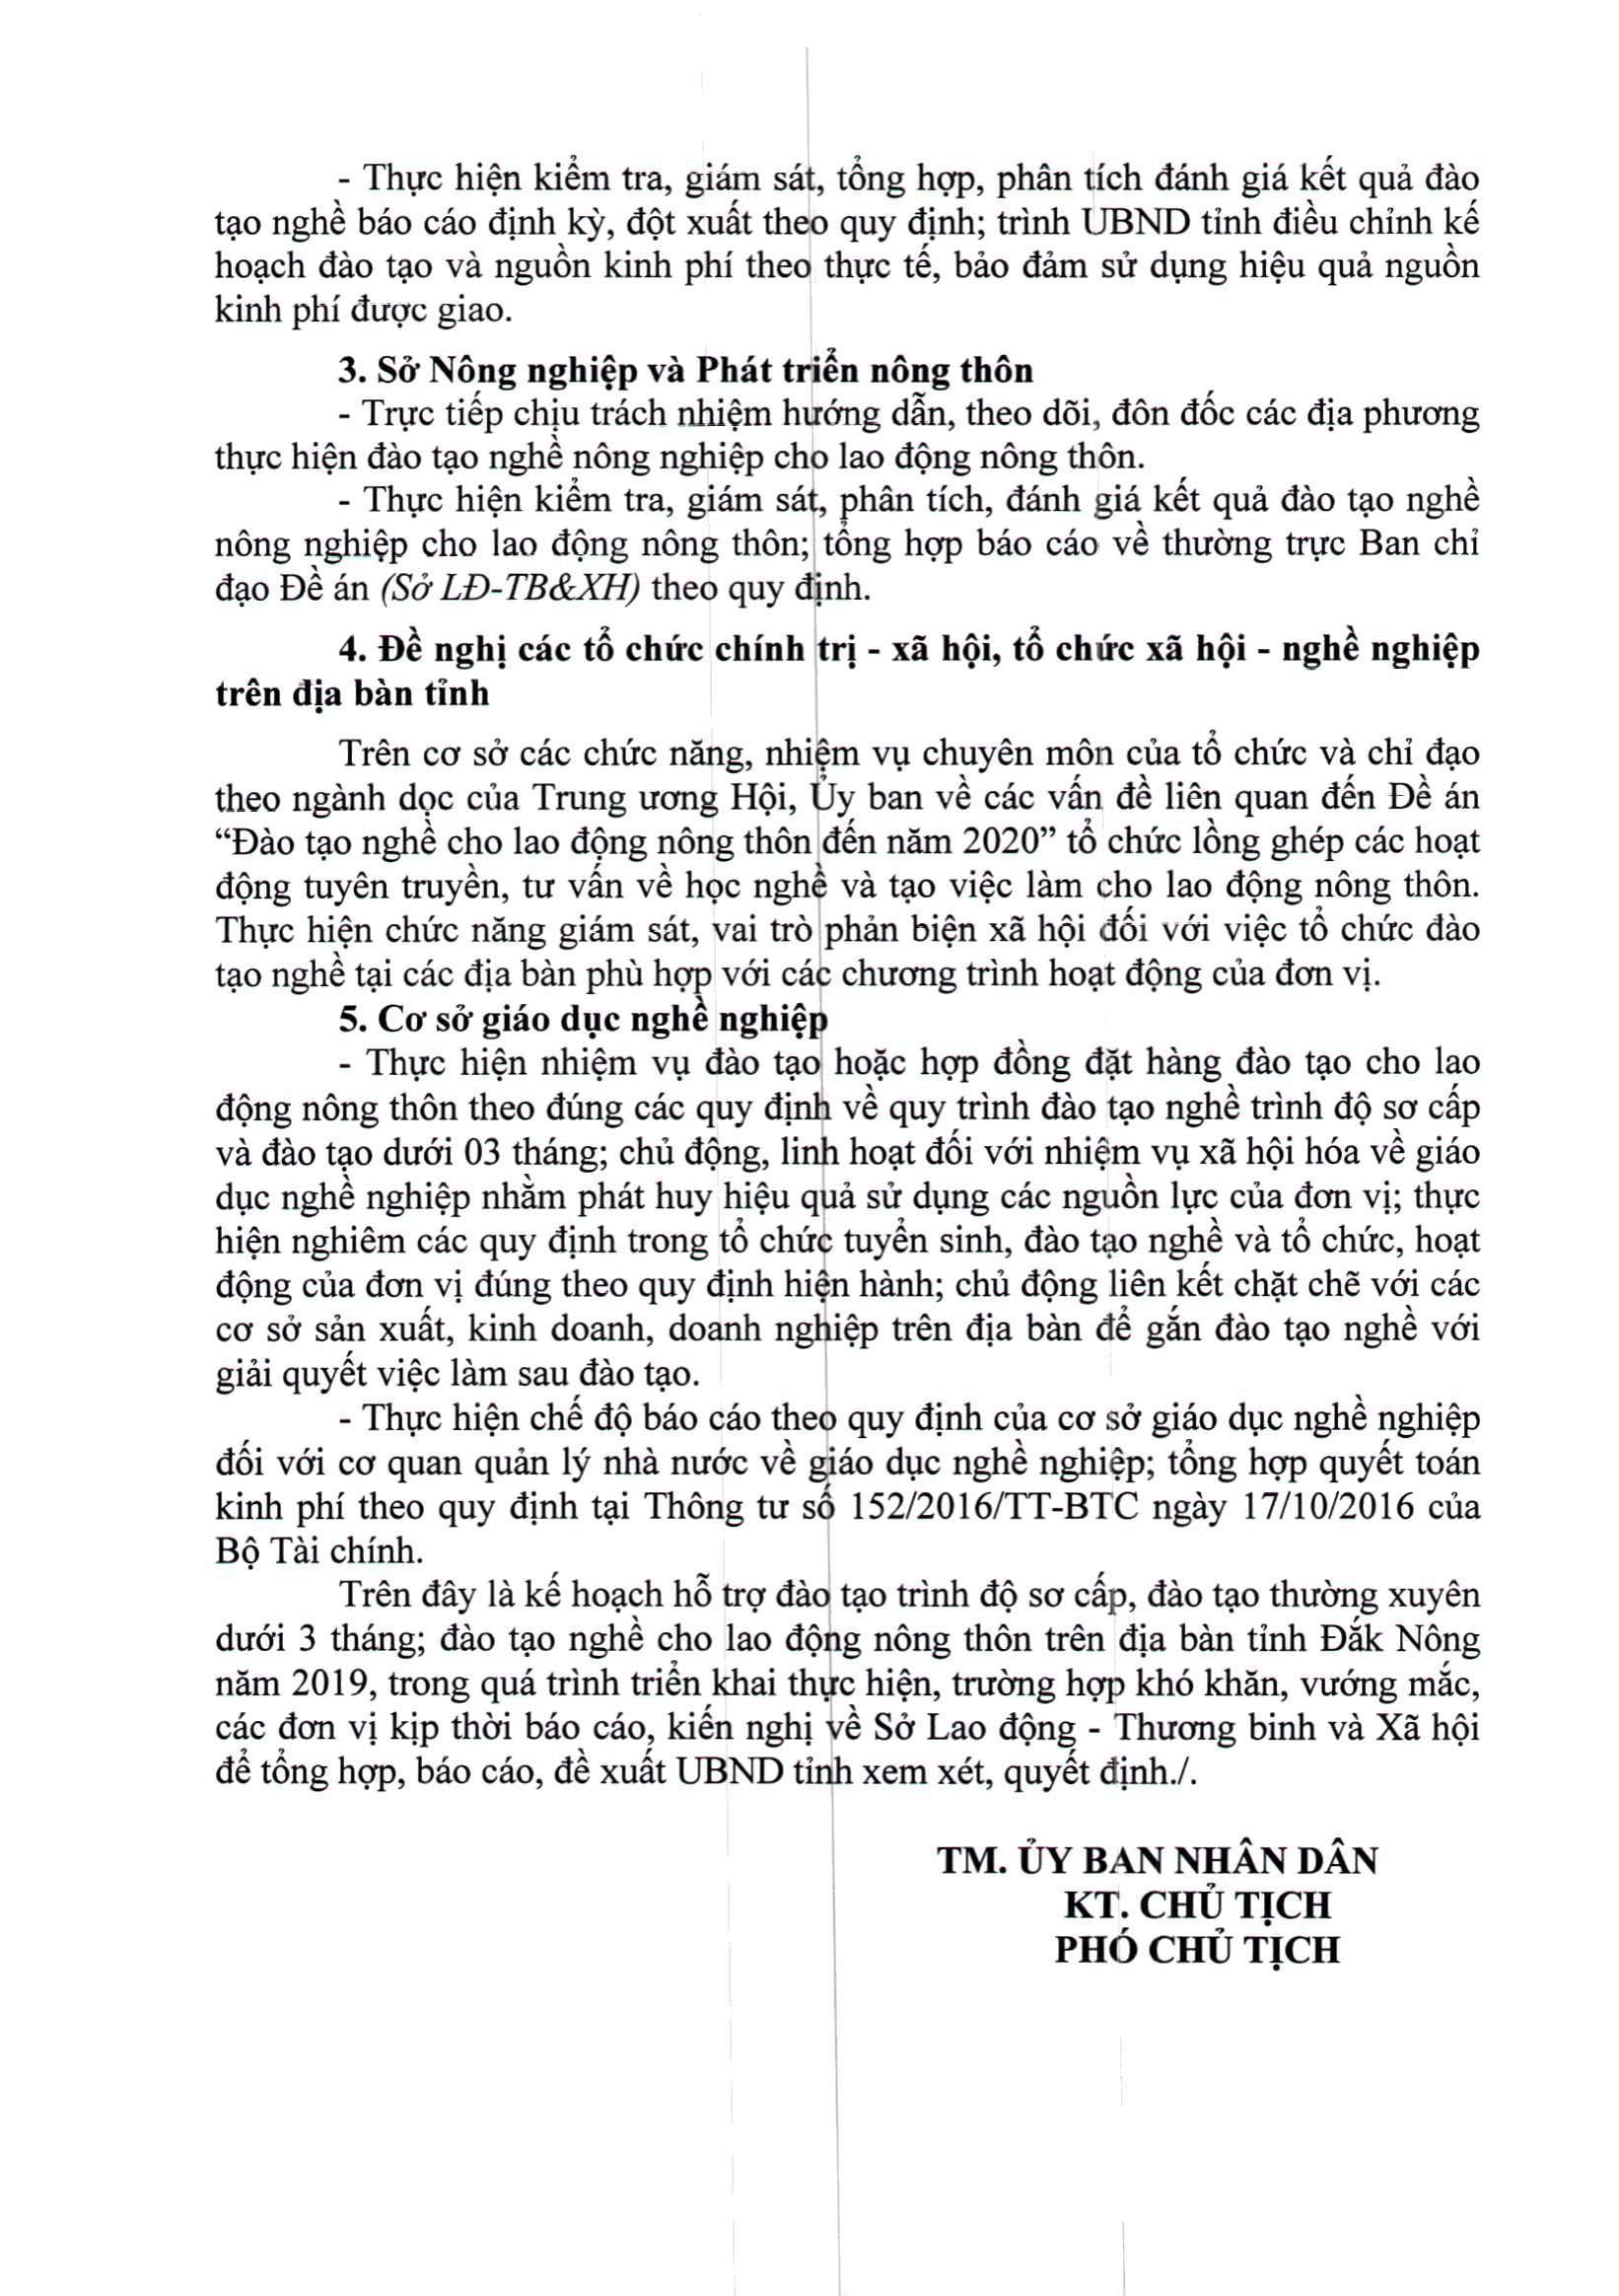 - Thực hiện kiểm tra, giám sát, tổng hợp, phân tích đánh giá kết quả đào
tạo nghề báo cáo định kỳ, đột xuất theo quy định; trình UBND tỉnh điều chỉnh kế
hoạch đào tạo và nguồn kinh phí theo thực tế, bảo đảm sử dụng hiệu quả nguồn
kinh phí được giao.
3. Sở Nông nghiệp và Phát triển nông thôn
- Trực tiếp chịu trách nhiệm hướng dẫn, theo dõi, đôn đốc các địa phương
thực hiện đào tạo nghề nông nghiệp cho lao động nông thôn.
- Thực hiện kiểm tra, giám sát, phân tích, đánh giá kết quả đào tạo nghề
nông nghiệp cho lao động nông thôn; tổng hợp báo cáo về thường trực Ban chỉ
đạo Đề án (Sở LĐ-TB&XH) theo quy định.
4. Đề nghị các tổ chức chính trị - xã hội, tổ chức xã hội - nghề nghiệp
trên địa bàn tỉnh
Trên cơ sở các chức năng, nhiệm vụ chuyên môn của tổ chức và chỉ đạo
theo ngành dọc của Trung ương Hội, Ủy ban về các vấn đề liên quan đến Đề án
“Đào tạo nghề cho lao động nông thôn đến năm 2020” tổ chức lồng ghép các hoạt
động tuyên truyền, tư vấn về học nghề và tạo việc làm cho lao động nông thôn.
Thực hiện chức năng giám sát, vai trò phản biện xã hội đối với việc tổ chức đào
tạo nghề tại các địa bàn phù hợp với các chương trình hoạt động của đơn vị.
5. Cơ sở giáo dục nghề nghiệp
- Thực hiện nhiệm vụ đào tạo hoặc hợp đồng đặt hàng đào tạo cho lao
động nông thôn theo đúng các quy định về quy trình đào tạo nghề trình độ sơ cấp
và đào tạo dưới 03 tháng; chủ động, linh hoạt đối với nhiệm vụ xã hội hóa về giáo
dục nghề nghiệp nhằm phát huy hiệu quả sử dụng các nguồn lực của đơn vị; thực
hiện nghiêm các quy định trong tổ chức tuyển sinh, đào tạo nghề và tổ chức, hoạt
động của đơn vị đúng theo quy định hiện hành; chủ động liên kết chặt chẽ với các
cơ sở sản xuất, kinh doanh, doanh nghiệp trên địa bàn để gắn đào tạo nghề với
giải quyết việc làm sau đào tạo.
- Thực hiện chế độ báo cáo theo quy định của cơ sở giáo dục nghề nghiệp
đối với cơ quan quản lý nhà nước về giáo dục nghề nghiệp; tổng hợp quyết toán
kinh phí theo quy định tại Thông tư số 152/2016/TT-BTC ngày 17/10/2016 của
Bộ Tài chính.
Trên đây là kế hoạch hỗ trợ đào tạo trình độ sơ cấp, đào tạo thường xuyên
dưới 3 tháng; đào tạo nghề cho lao động nông thôn trên địa bàn tỉnh Đắk Nông
năm 2019, trong quá trình triển khai thực hiện, trường hợp khó khăn, vướng mắc,
các đơn vị kịp thời báo cáo, kiến nghị về Sở Lao động - Thương binh và Xã hội
để tổng hợp, báo cáo, đề xuất UBND tỉnh xem xét, quyết định./.
TM. ỦY BAN NHÂN DÂN
KT. CHỦ TỊCH
PHÓ CHỦ TỊCH